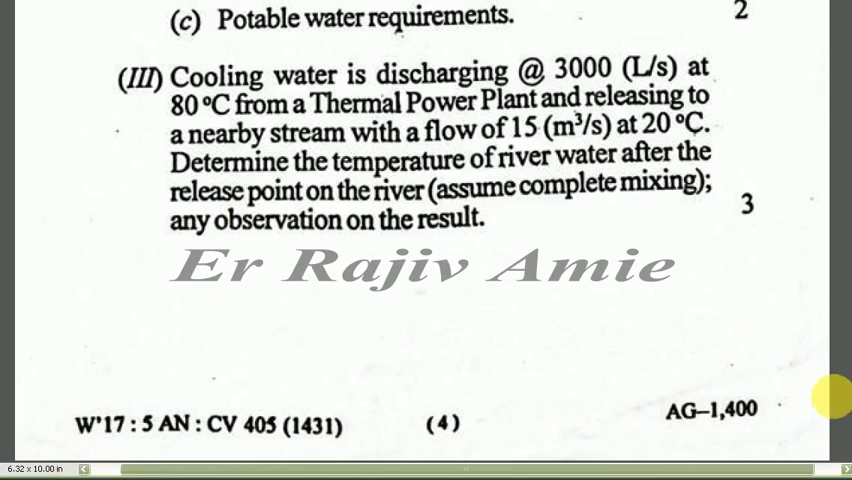 (c) Potable water requirements. 2
(III) Cooling water is discharging @ 3000 (L/s) at
80 ºC from a Thermal Power Plant and releasing to
a nearby stream with a flow of 15 (m³/s) at 20 ºC.
Determine the temperature of river water after the
release point on the river (assume complete mixing);
any observation on the result. 3
Er Rajiv Amie
W'17 : 5 AN : CV 405 (1431) (4) AG–1,400
6.32 x 10.00 in